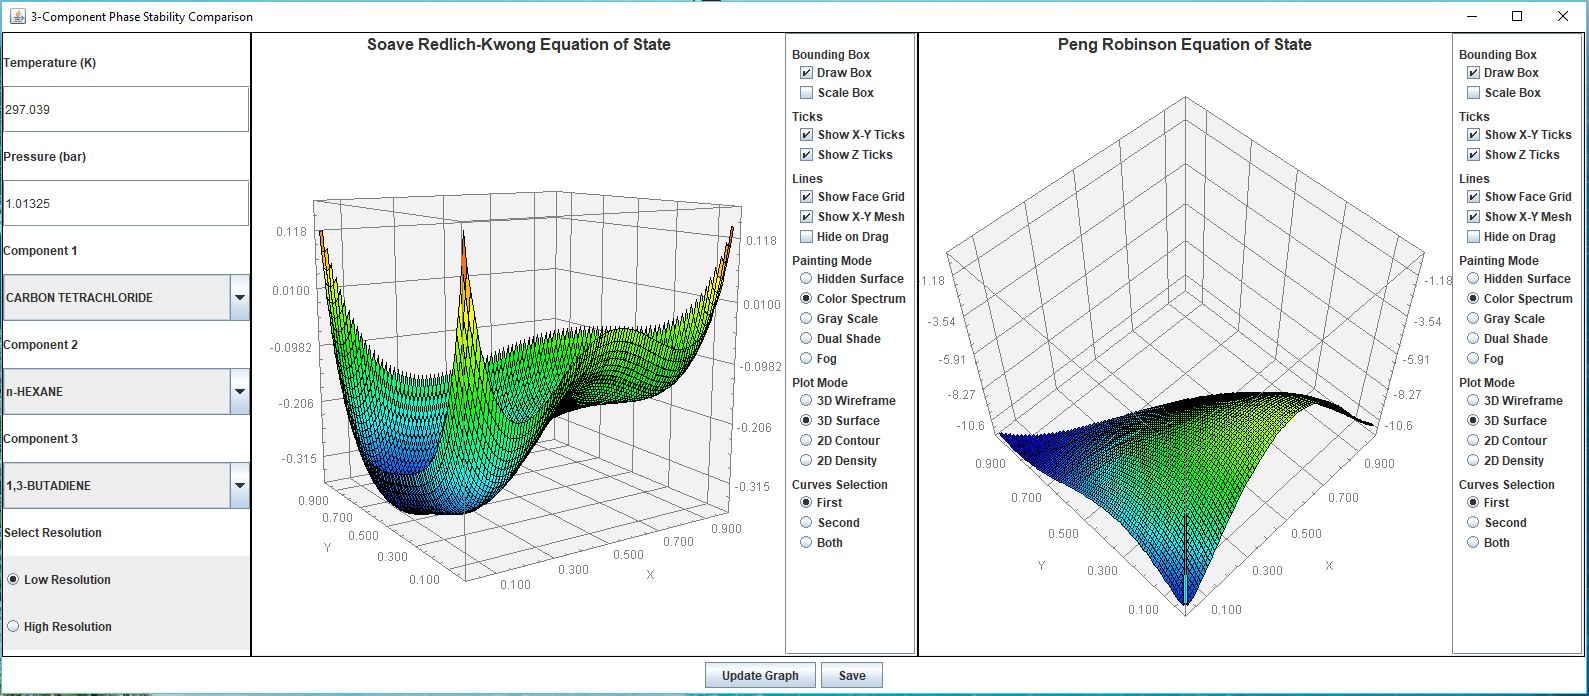 3-Component Phase Stability Comparison
Temperature (K)
297.039
Pressure (bar)
1.01325
Component 1
CARBON TETRACHLORIDE
Component 2
n-HEXANE
Component 3
1,3-BUTADIENE
Select Resolution
Low Resolution
High Resolution
Soave Redlich-Kwong Equation of State
0.118
0.0100
-0.0982
-0.206
-0.315
0.118
0.0100
-0.0982
-0.206
-0.315
0.900
0.700
0.500
0.300
0.100
Y
0.100
0.300
0.500
0.700
0.900
X
Bounding Box
Draw Box
Scale Box
Ticks
Show X-Y Ticks
Show Z Ticks
Lines
Show Face Grid
Show X-Y Mesh
Hide on Drag
Painting Mode
Hidden Surface
Color Spectrum
Gray Scale
Dual Shade
Fog
Plot Mode
3D Wireframe
3D Surface
2D Contour
2D Density
Curves Selection
First
Second
Both
Peng Robinson Equation of State
-1.18
-3.54
-5.91
-8.27
-10.6
-1.18
-3.54
-5.91
-8.27
-10.6
0.900
0.700
0.500
0.300
0.100
Y
0.900
0.700
0.500
0.300
0.100
X
Bounding Box
Draw Box
Scale Box
Ticks
Show X-Y Ticks
Show Z Ticks
Lines
Show Face Grid
Show X-Y Mesh
Hide on Drag
Painting Mode
Hidden Surface
Color Spectrum
Gray Scale
Dual Shade
Fog
Plot Mode
3D Wireframe
3D Surface
2D Contour
2D Density
Curves Selection
First
Second
Both
Update Graph
Save